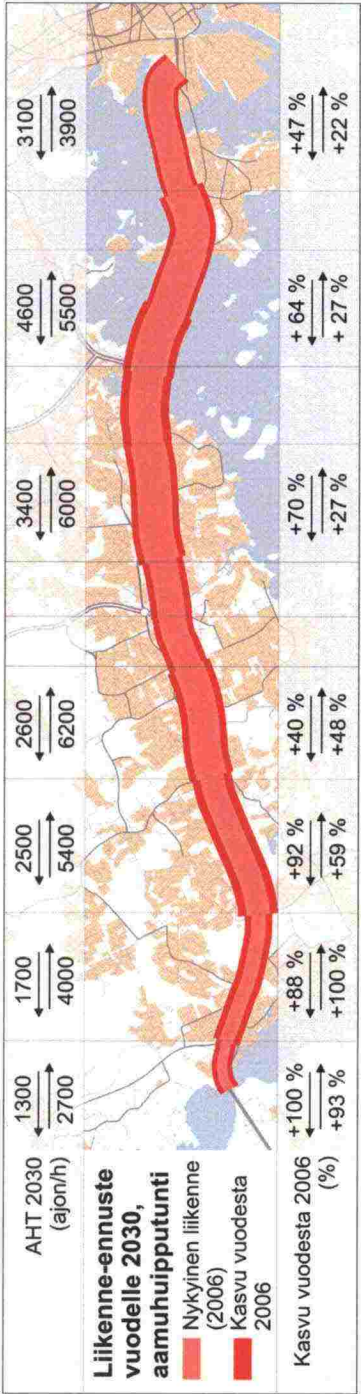 AHT 2030
(ajon/h)
1300
2700
1700
4000
2500
5400
2600
6200
3400
6000
4600
5500
3100
3900
Liikenne-ennuste
vuodelle 2030,
aamuhuipputunti
Nykyinen liikenne
(2006)
Kasvu vuodesta
2006
Kasvu vuodesta 2006
(%)
+100 %
+93 %
+88 %
+100 %
+92 %
+59 %
+40 %
+48 %
+70 %
+27 %
+ 64 %
+ 27 %
+47 %
+22 %